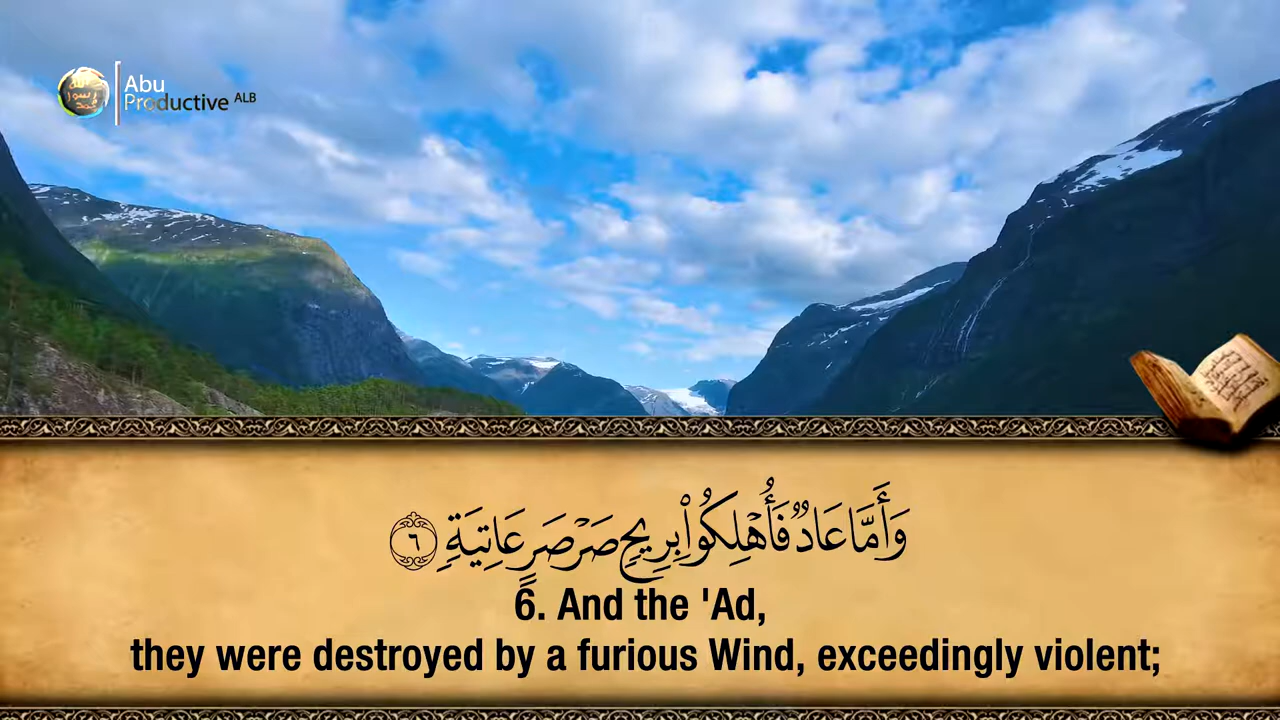 Abu
Productive ALB
وَأَمَّا عَادٌ فَأُهْلِكُوا۟ بِرِيحٍ صَرْصَرٍ عَاتِيَةٍ ٦
6. And the 'Ad,
they were destroyed by a furious Wind, exceedingly violent;